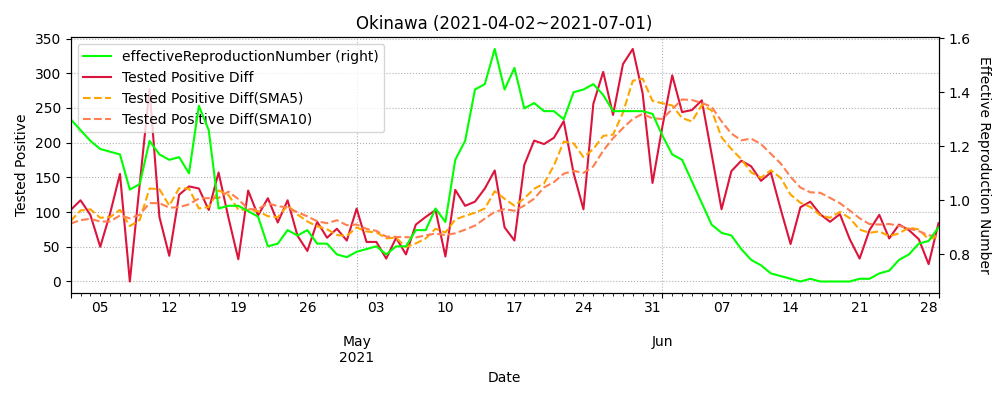 Okinawa (2021-04-02~2021-07-01)
effectiveReproductionNumber (right)
Tested Positive Diff
Tested Positive Diff(SMA5)
Tested Positive Diff(SMA10)
Tested Positive
350
300
250
200
150
100
50
0
1.6
1.4
1.2
1.0
0.8
Effective Reproduction Number
05 12 19 26 03 10 17 24 31 07 14 21 28
May Jun
2021
Date